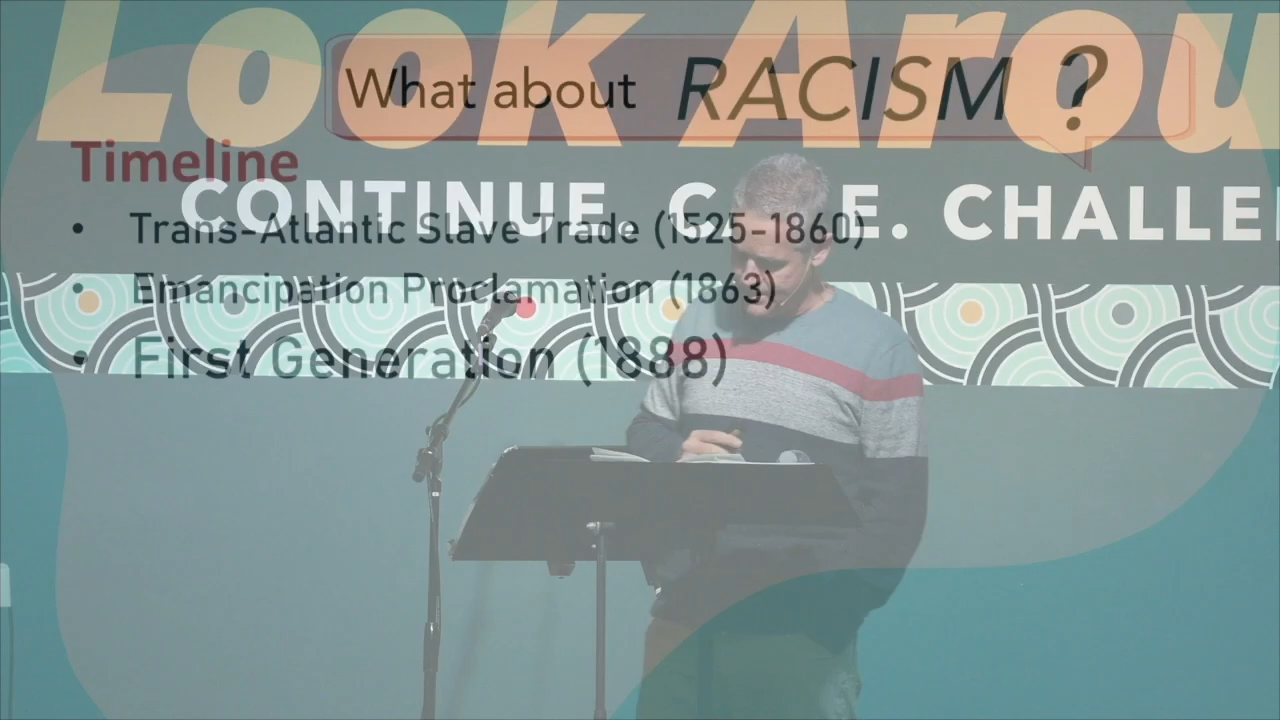 Look Arou
What about RACISM ?
Timeline
CONTINUE. C E. CHALLE
• Trans-Atlantic Slave Trade (1525-1860)
• Emancipation Proclamation (1863)
• First Generation (1888)